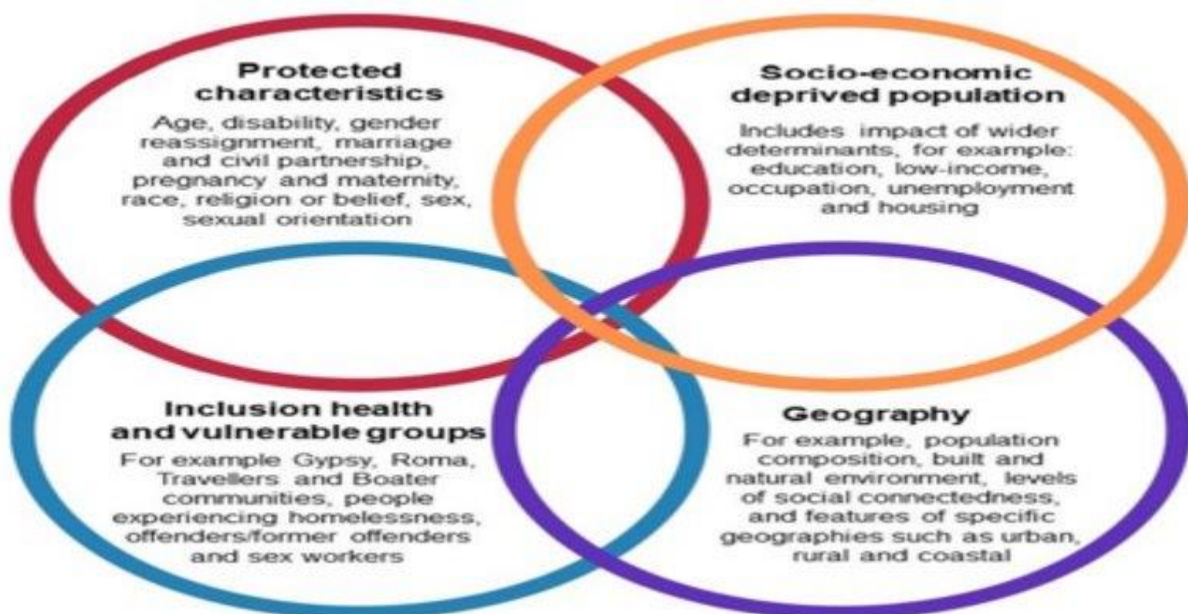 Protected
characteristics
Age, disability, gender
reassignment, marriage
and civil partnership,
pregnancy and maternity,
race, religion or belief, sex,
sexual orientation
Socio-economic
deprived population
Includes impact of wider
determinants, for example:
education, low-income,
occupation, unemployment
and housing
Inclusion health
and vulnerable groups
For example Gypsy, Roma,
Travellers and Boater
communities, people
experiencing homelessness,
offenders/former offenders
and sex workers
Geography
For example, population
composition, built and
natural environment, levels
of social connectedness,
and features of specific
geographies such as urban,
rural and coastal